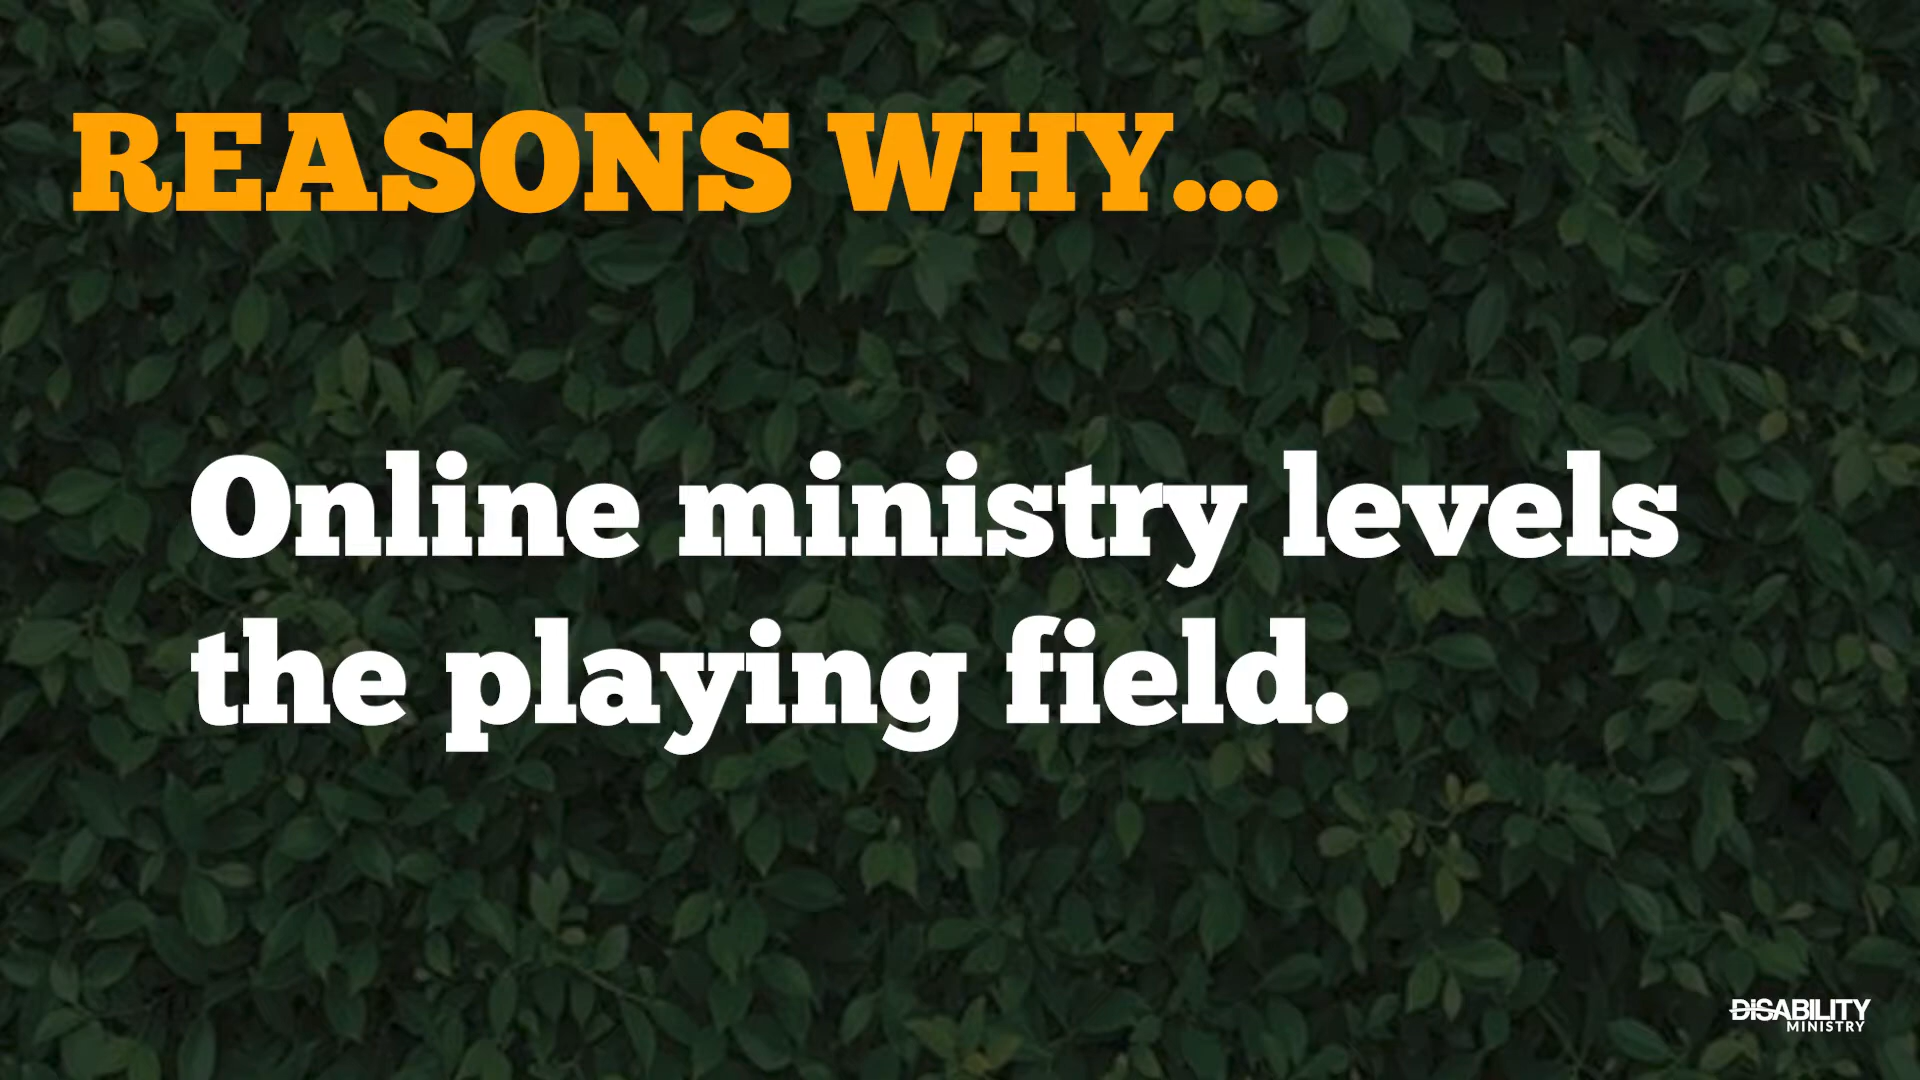 REASONS WHY...
Online ministry levels
the playing field.
DiSABILITY
MINISTRY